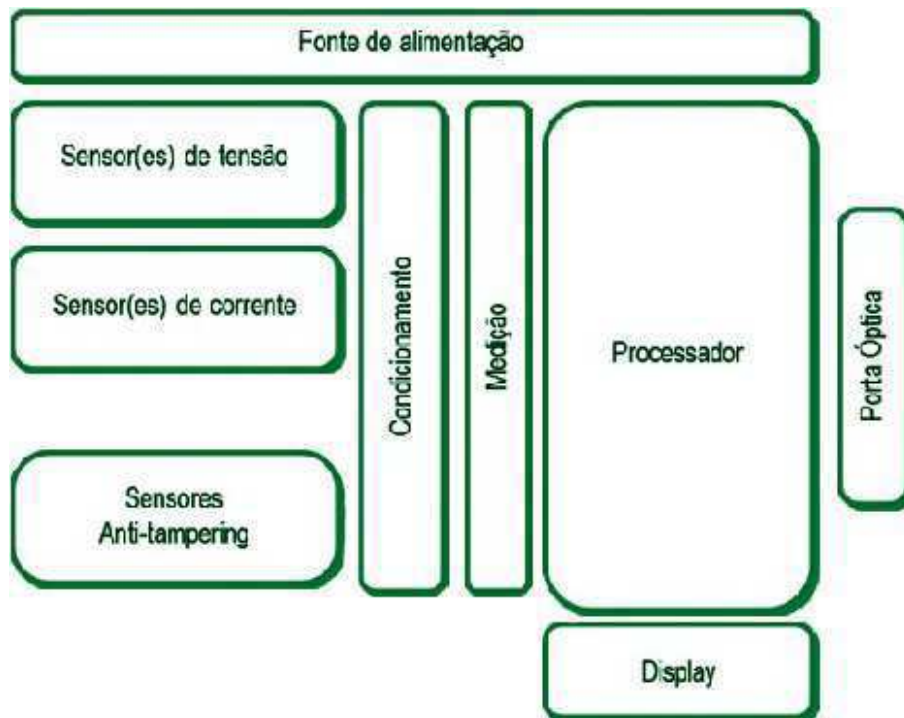 Fonte de alimentação
Sensor(es) de tensão
Sensor(es) de corrente
Sensores
Anti-tampering
Condicionamento
Medição
Processador
Porta Óptica
Display